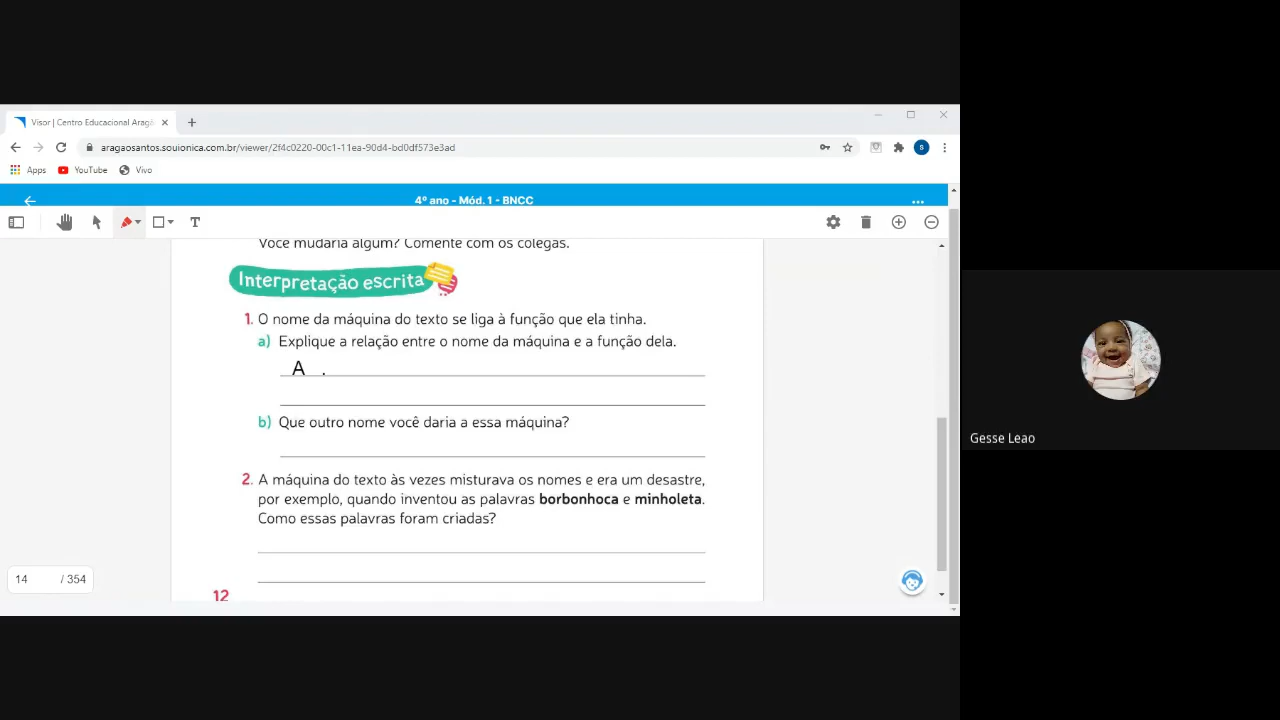 Visor | Centro Educacional Aragã
aragaosantos.souionica.com.br/viewer/2f4c0220-00c1-11ea-90d4-bd0df573e3ad
S
Apps YouTube Vivo
4º ano - Mód. 1 - BNCC
T
Você mudaria algum? Comente com os colegas.
Interpretação escrita
1. O nome da máquina do texto se liga à função que ela tinha.
a) Explique a relação entre o nome da máquina e a função dela.
A .
b) Que outro nome você daria a essa máquina?
2. A máquina do texto às vezes misturava os nomes e era um desastre,
por exemplo, quando inventou as palavras borbonhoca e minholeta.
Como essas palavras foram criadas?
14 / 354
12
Gesse Leao